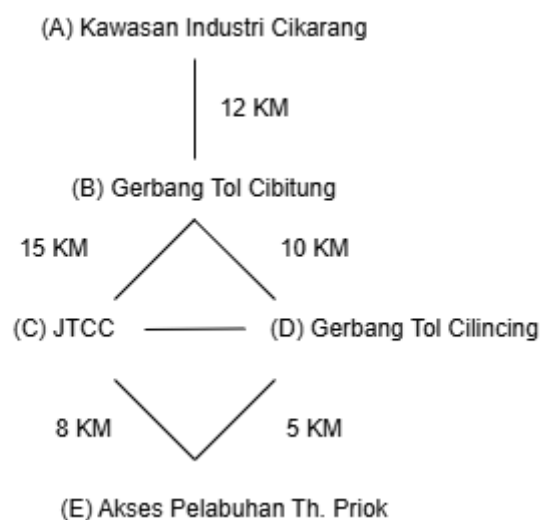 (A) Kawasan Industri Cikarang
12 KM
(B) Gerbang Tol Cibitung
15 KM
10 KM
(C) JTCC
(D) Gerbang Tol Cilincing
8 KM
5 KM
(E) Akses Pelabuhan Th. Priok